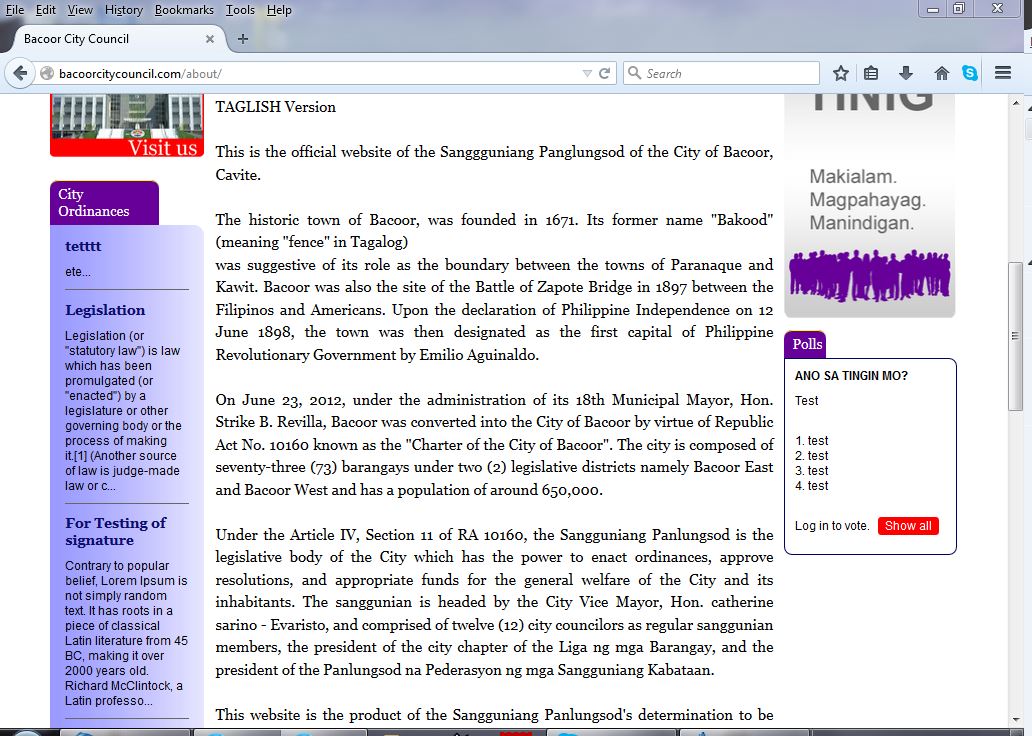 File Edit View History Bookmarks Tools Help
Bacoor City Council
bacoorcitycouncil.com/about/
Search
Visit us
City
Ordinances
tetttt
ete...
Legislation
Legislation (or
"statutory law") is law
which has been
promulgated (or
"enacted") by a
legislature or other
governing body or the
process of making
it.[1] (Another source
of law is judge-made
law or c...
For Testing of
signature
Contrary to popular
belief, Lorem Ipsum is
not simply random
text. It has roots in a
piece of classical
Latin literature from 45
BC, making it over
2000 years old.
Richard McClintock, a
Latin professo...
TAGLISH Version
This is the official website of the Sanggguniang Panglungsod of the City of Bacoor,
Cavite.
The historic town of Bacoor, was founded in 1671. Its former name "Bakood"
(meaning "fence" in Tagalog)
was suggestive of its role as the boundary between the towns of Paranaque and
Kawit. Bacoor was also the site of the Battle of Zapote Bridge in 1897 between the
Filipinos and Americans. Upon the declaration of Philippine Independence on 12
June 1898, the town was then designated as the first capital of Philippine
Revolutionary Government by Emilio Aguinaldo.
On June 23, 2012, under the administration of its 18th Municipal Mayor, Hon.
Strike B. Revilla, Bacoor was converted into the City of Bacoor by virtue of Republic
Act No. 10160 known as the "Charter of the City of Bacoor". The city is composed of
seventy-three (73) barangays under two (2) legislative districts namely Bacoor East
and Bacoor West and has a population of around 650,000.
Under the Article IV, Section 11 of RA 10160, the Sangguniang Panlungsod is the
legislative body of the City which has the power to enact ordinances, approve
resolutions, and appropriate funds for the general welfare of the City and its
inhabitants. The sanggunian is headed by the City Vice Mayor, Hon. catherine
sarino - Evaristo, and comprised of twelve (12) city councilors as regular sanggunian
members, the president of the city chapter of the Liga ng mga Barangay, and the
president of the Panlungsod na Pederasyon ng mga Sangguniang Kabataan.
This website is the product of the Sangguniang Panlungsod's determination to be
TINIG
Makialam.
Magpahayag.
Manindigan.
Polls
ANO SA TINGIN MO?
Test
1. test
2. test
3. test
4. test
Log in to vote. Show all